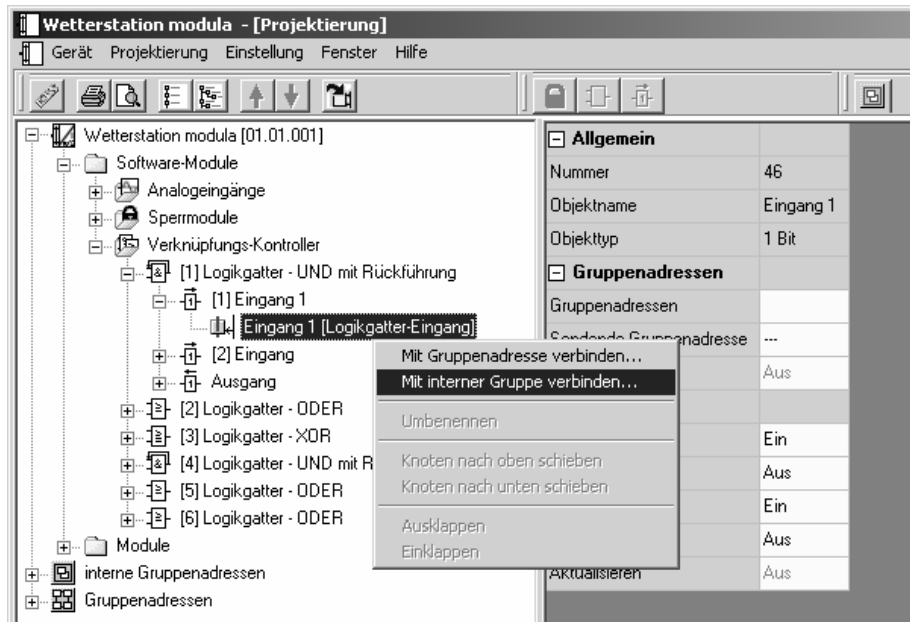 Wetterstation modula - [Projektierung]
Gerät Projektierung Einstellung Fenster Hilfe
Wetterstation modula [01.01.001]
Software-Module
Analogeingänge
Sperrmodule
Verknüpfungs-Kontroller
[1] Logikgatter - UND mit Rückführung
[1] Eingang 1
Eingang 1 [Logikgatter-Eingang]
[2] Eingang
Ausgang
[2] Logikgatter - ODER
[3] Logikgatter - XOR
[4] Logikgatter - UND mit R
[5] Logikgatter - ODER
[6] Logikgatter - ODER
Module
interne Gruppenadressen
Gruppenadressen
Mit Gruppenadresse verbinden...
Mit interner Gruppe verbinden...
Umbenennen
Knoten nach oben schieben
Knoten nach unten schieben
Ausklappen
Einklappen
Allgemein
Nummer 46
Objektname Eingang 1
Objekttyp 1 Bit
Gruppenadressen
Gruppenadressen
Sendende Gruppenadresse ---
Aus
Ein
Aus
Ein
Aus
Aktualisieren Aus